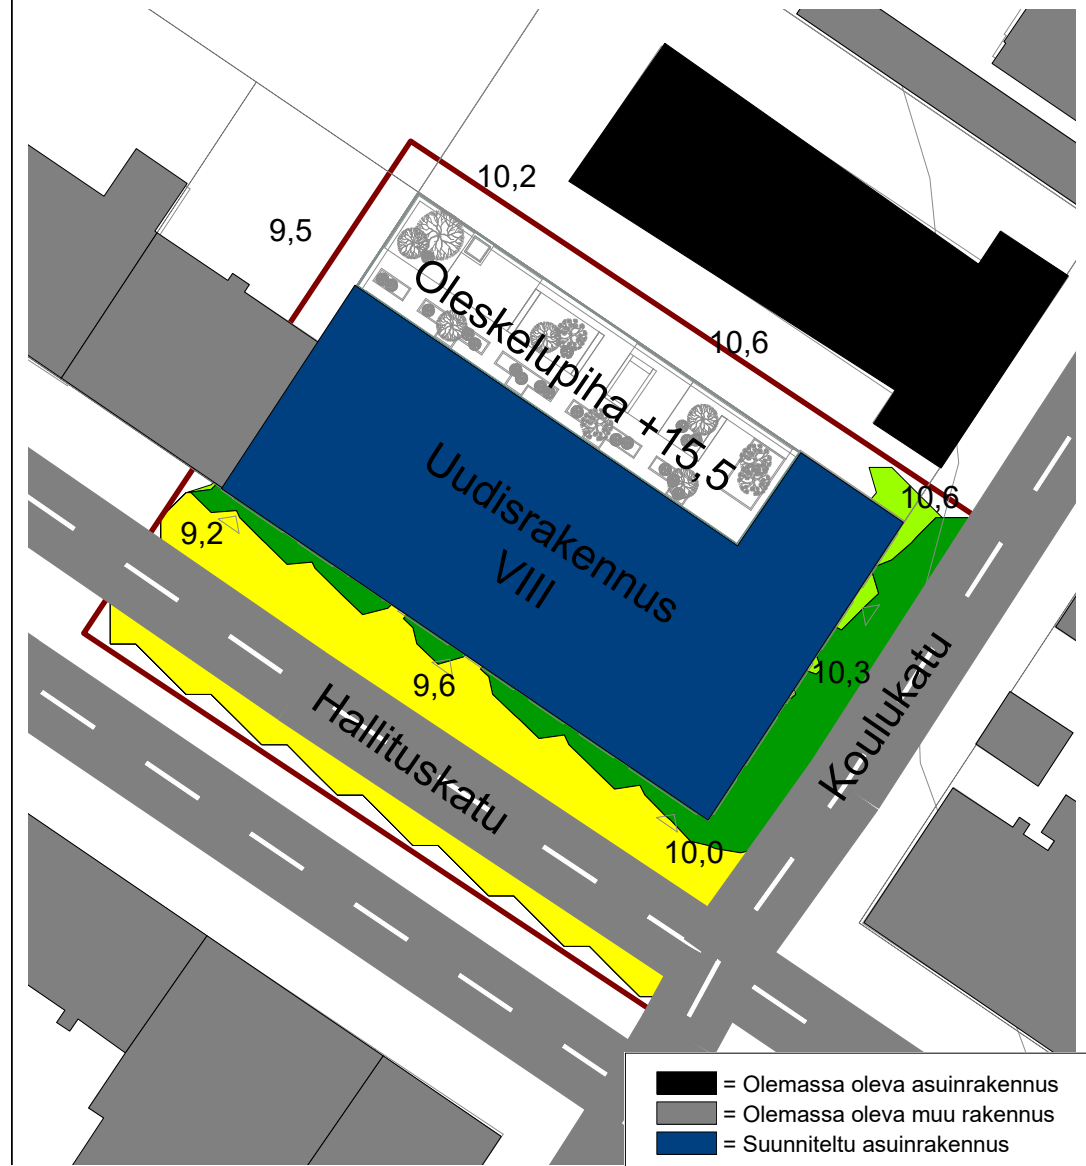 10,2
9,5
Oleskelupiha +15,5
10,6
Uudisrakennus
VIII
10,6
9,2
10,3
9,6
Hallituskatu
Koulukatu
10,0
= Olemassa oleva asuinrakennus
= Olemassa oleva muu rakennus
= Suunniteltu asuinrakennus